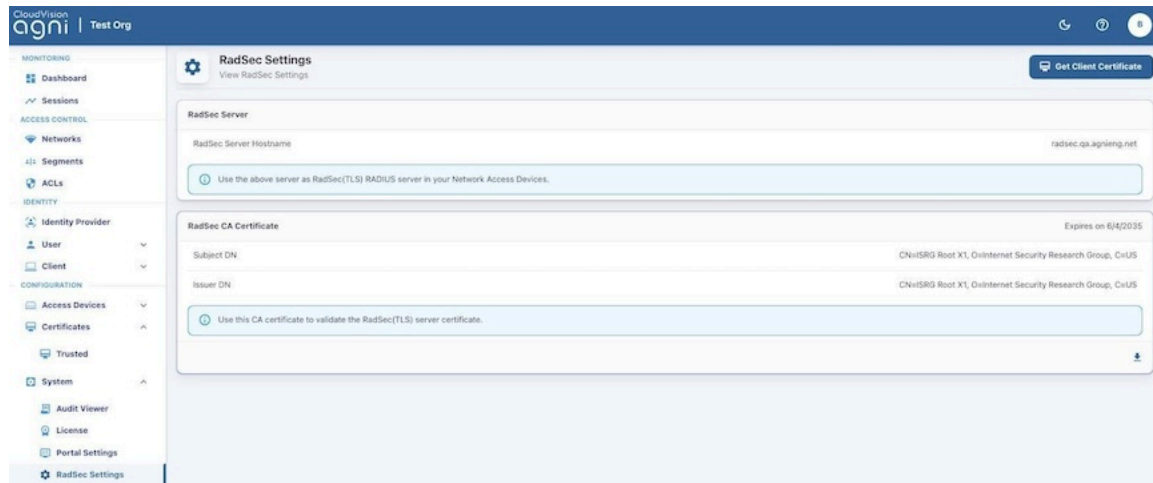 CloudVision
agni | Test Org
B
MONITORING
Dashboard
Sessions
ACCESS CONTROL
Networks
Segments
ACLs
IDENTITY
Identity Provider
User
Client
CONFIGURATION
Access Devices
Certificates
Trusted
System
Audit Viewer
License
Portal Settings
RadSec Settings
RadSec Settings
View RadSec Settings
Get Client Certificate
RadSec Server
RadSec Server Hostname radsec.qa.agnieng.net
Use the above server as RadSec(TLS) RADIUS server in your Network Access Devices.
RadSec CA Certificate Expires on 6/4/2035
Subject DN CN=ISRG Root X1, O=Internet Security Research Group, C=US
Issuer DN CN=ISRG Root X1, O=Internet Security Research Group, C=US
Use this CA certificate to validate the RadSec(TLS) server certificate.